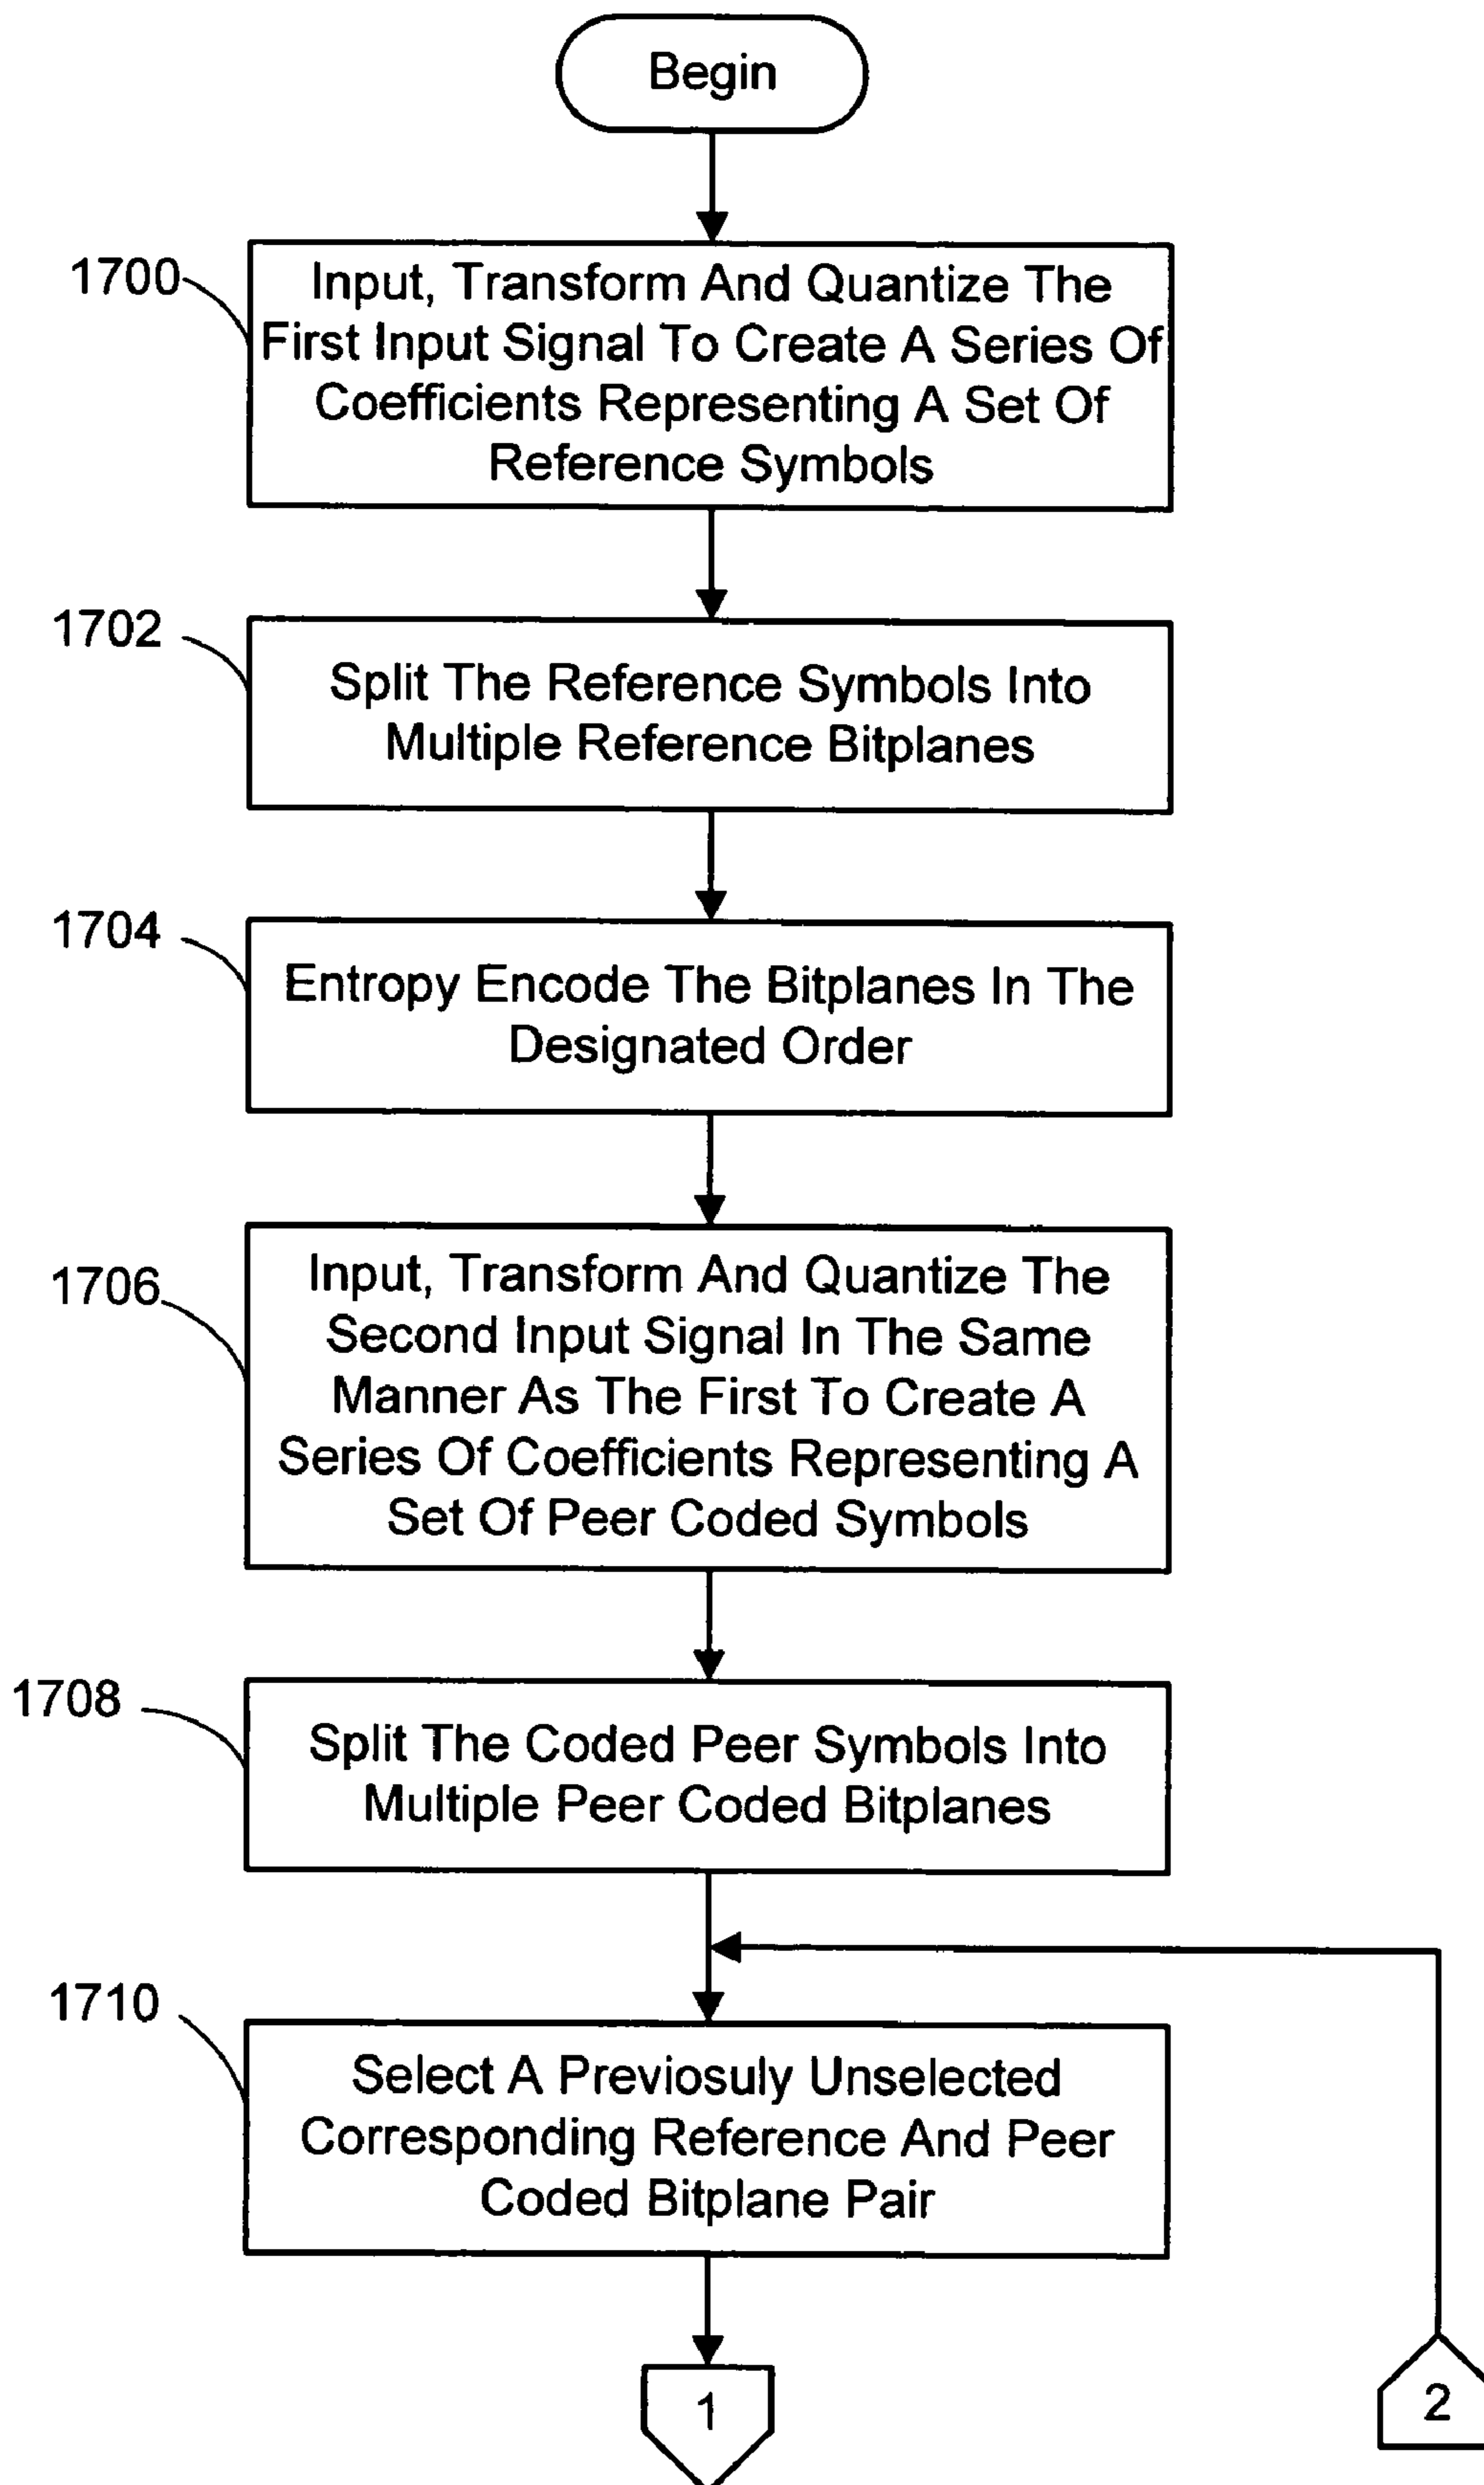 Begin
1700
Input, Transform And Quantize The
First Input Signal To Create A Series Of
Coefficients Representing A Set Of
Reference Symbols
1702
Split The Reference Symbols Into
Multiple Reference Bitplanes
1704
Entropy Encode The Bitplanes In The
Designated Order
1706
Input, Transform And Quantize The
Second Input Signal In The Same
Manner As The First To Create A
Series Of Coefficients Representing A
Set Of Peer Coded Symbols
1708
Split The Coded Peer Symbols Into
Multiple Peer Coded Bitplanes
1710
Select A Previosuly Unselected
Corresponding Reference And Peer
Coded Bitplane Pair
1
2